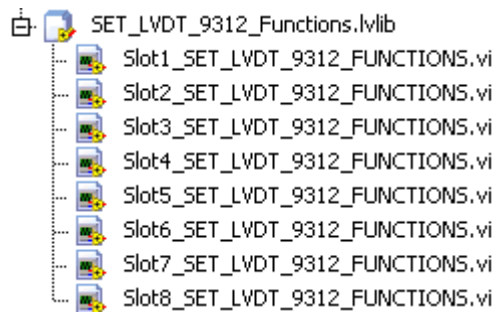 SET_LVDT_9312_Functions.lvlib
Slot1_SET_LVDT_9312_FUNCTIONS.vi
Slot2_SET_LVDT_9312_FUNCTIONS.vi
Slot3_SET_LVDT_9312_FUNCTIONS.vi
Slot4_SET_LVDT_9312_FUNCTIONS.vi
Slot5_SET_LVDT_9312_FUNCTIONS.vi
Slot6_SET_LVDT_9312_FUNCTIONS.vi
Slot7_SET_LVDT_9312_FUNCTIONS.vi
Slot8_SET_LVDT_9312_FUNCTIONS.vi